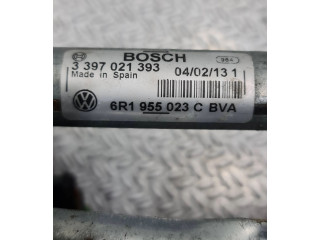 BOSCH
3 397 021 393
Made in Spain
04/02/13 1
6R1 955 023 C BVA